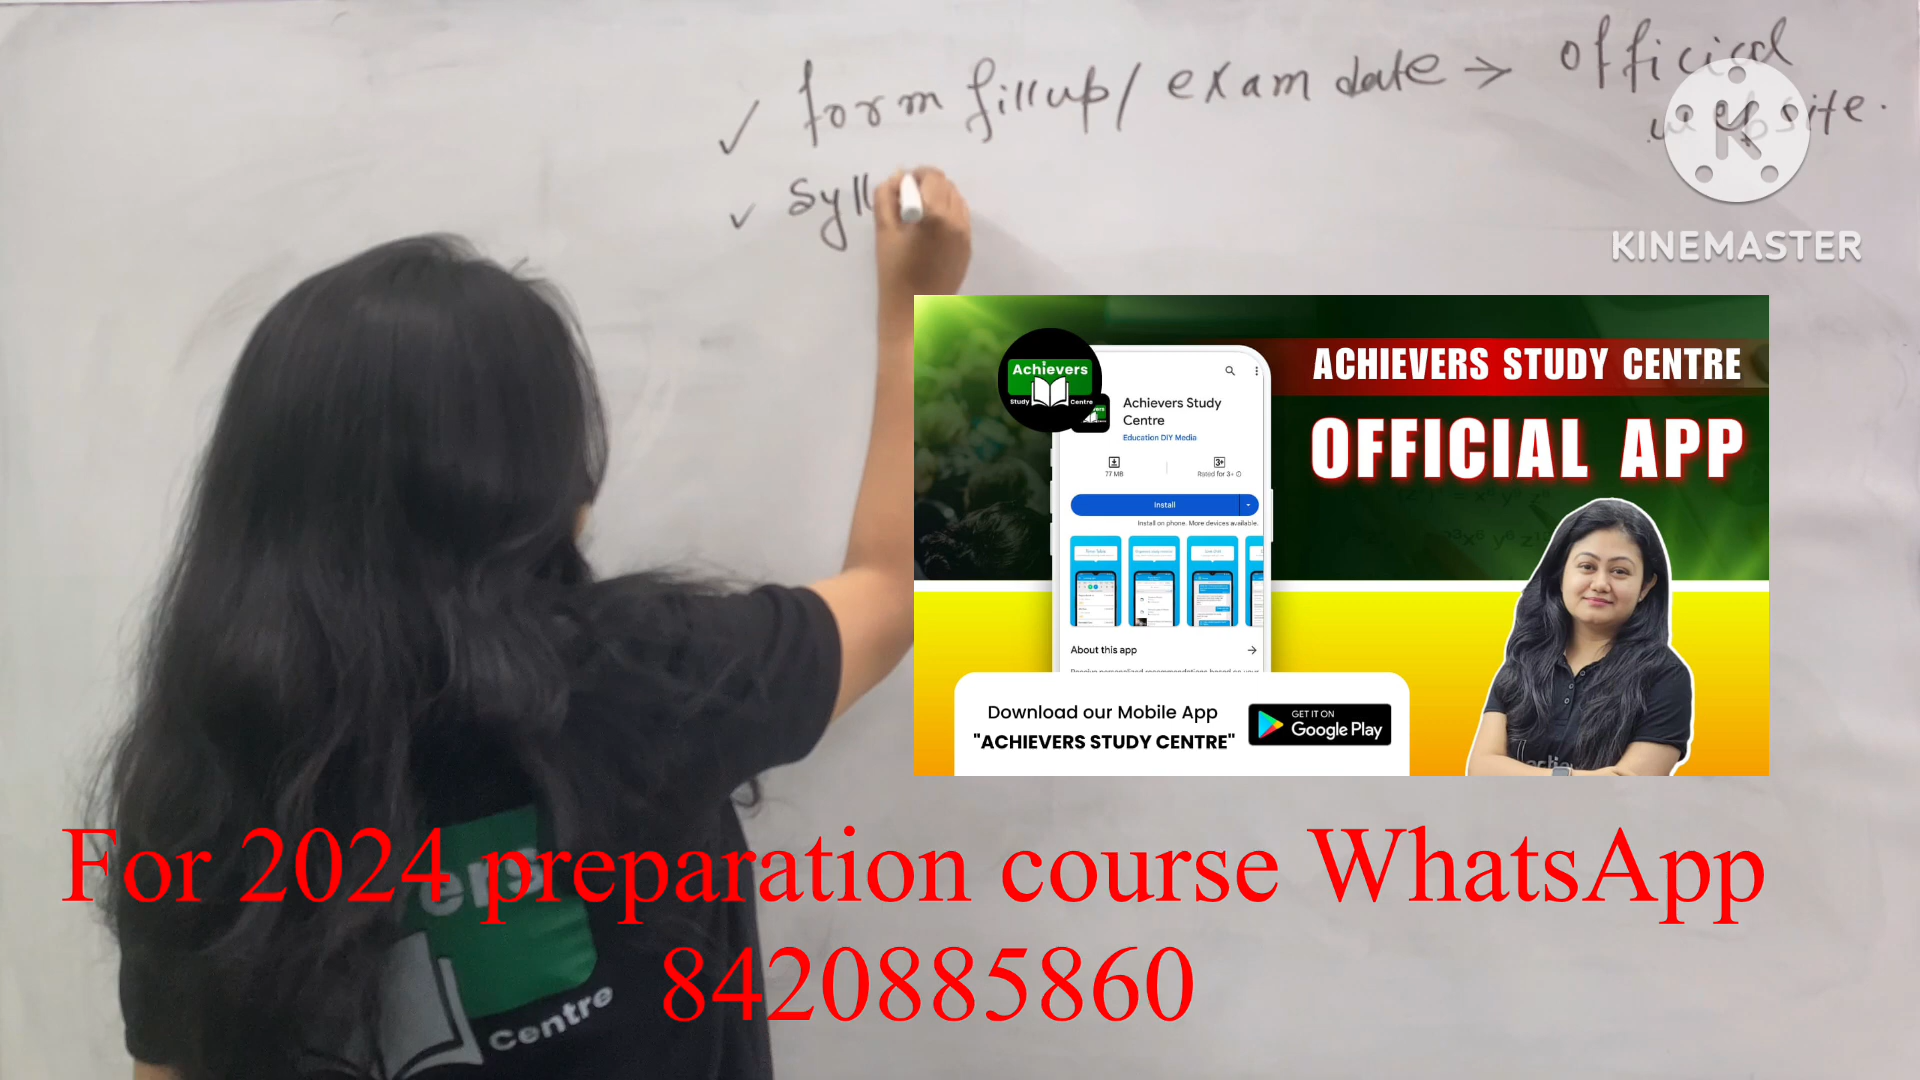 ✓ form fillup/ exam date → official
website.
✓ Syll
KINEMASTER
ACHIEVERS STUDY CENTRE
OFFICIAL APP
Achievers
Study Centre
Achievers Study
Centre
Education DIY Media
77 MB
3+
Rated for 3+
Install
Install on phone. More devices available.
About this app
Download our Mobile App
"ACHIEVERS STUDY CENTRE"
GET IT ON
Google Play
For 2024 preparation course WhatsApp
8420885860
ers
Centre